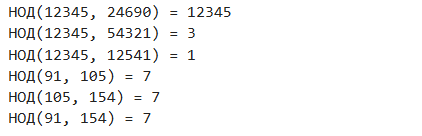 НОД(12345, 24690) = 12345
НОД(12345, 54321) = 3
НОД(12345, 12541) = 1
НОД(91, 105) = 7
НОД(105, 154) = 7
НОД(91, 154) = 7